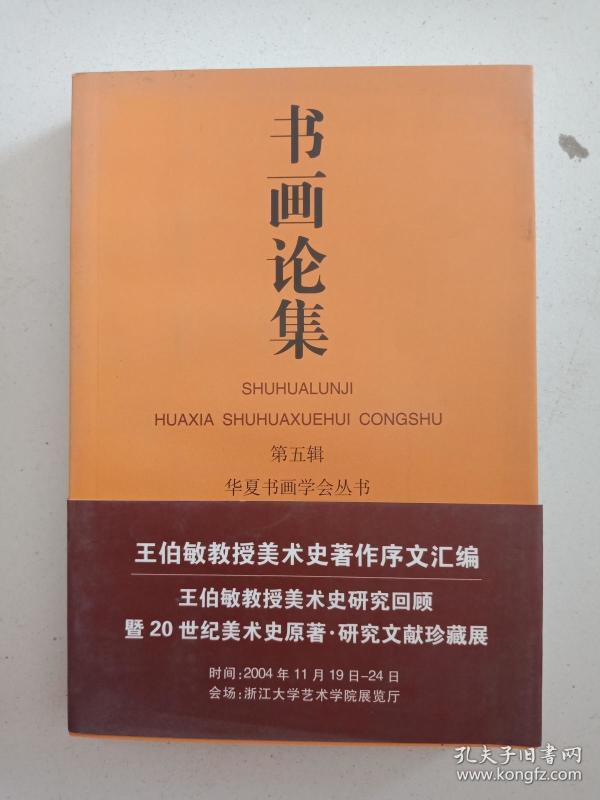 书画论集
SHUHUALUNJI
HUAXIA SHUHUAXUEHUI CONGSHU
第五辑
华夏书画学会丛书
王伯敏教授美术史著作序文汇编
王伯敏教授美术史研究回顾
暨20世纪美术史原著·研究文献珍藏展
时间:2004年11月19日-24日
会场:浙江大学艺术学院展览厅
孔夫子旧书网
www.kongfz.com